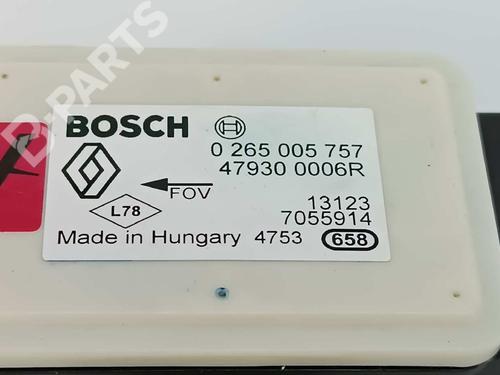 B-PARTS
BOSCH
0 265 005 757
47930 0006R
FOV
L78
13123
7055914
Made in Hungary 4753 658